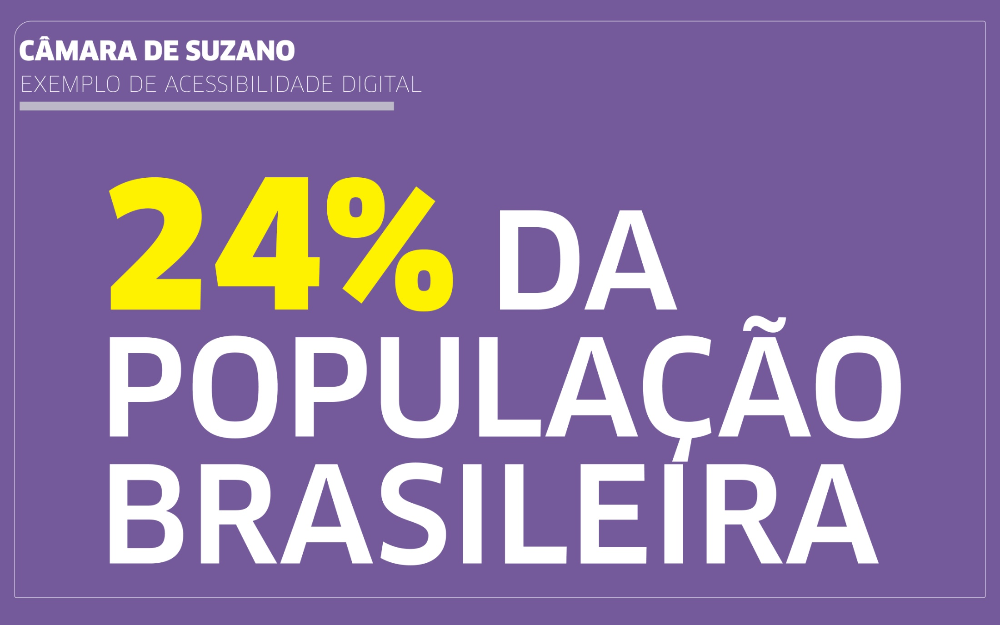 CÂMARA DE SUZANO
EXEMPLO DE ACESSIBILIDADE DIGITAL
24% DA
POPULAÇÃO
BRASILEIRA